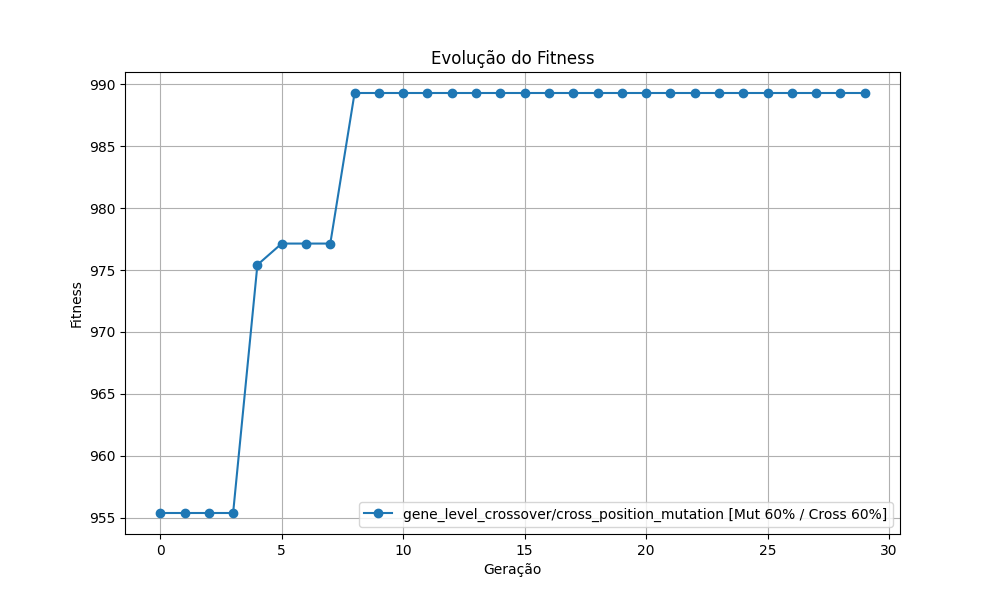 Evolução do Fitness
990
985
980
975
970
965
960
955
Fitness
gene_level_crossover/cross_position_mutation [Mut 60% / Cross 60%]
0 5 10 15 20 25 30
Geração